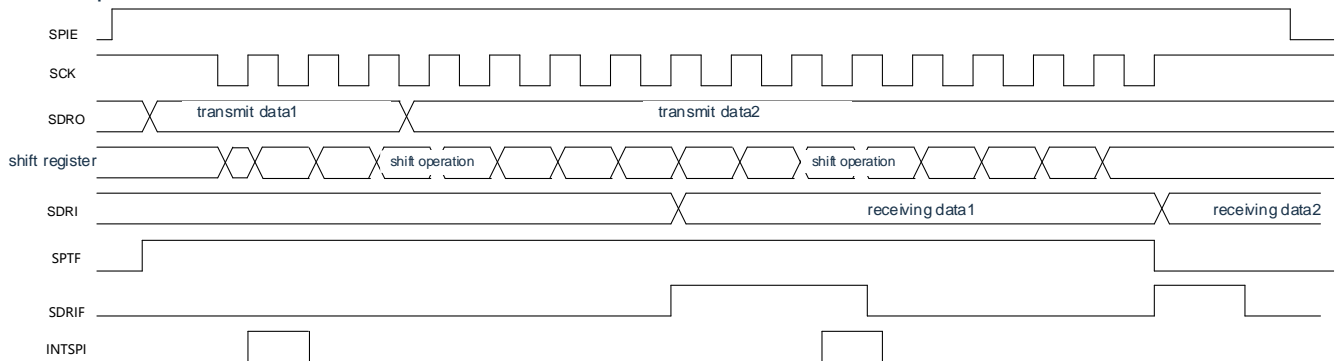 SPIE
SCK
SDRO transmit data1 transmit data2
shift register shift operation shift operation
SDRI receiving data1 receiving data2
SPTF
SDRIF
INTSPI